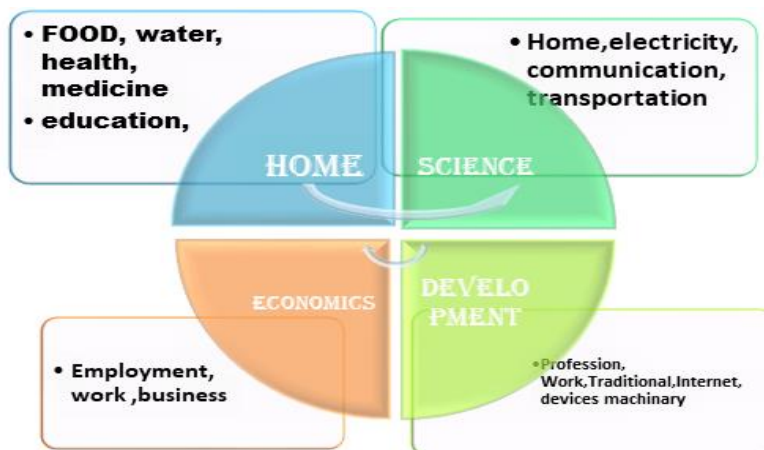 • FOOD, water,
health,
medicine
• education,
• Home,electricity,
communication,
transportation
HOME
SCIENCE
ECONOMICS
DEVELO
PMENT
• Employment,
work ,business
•Profession,
Work,Traditional,Internet,
devices machinary